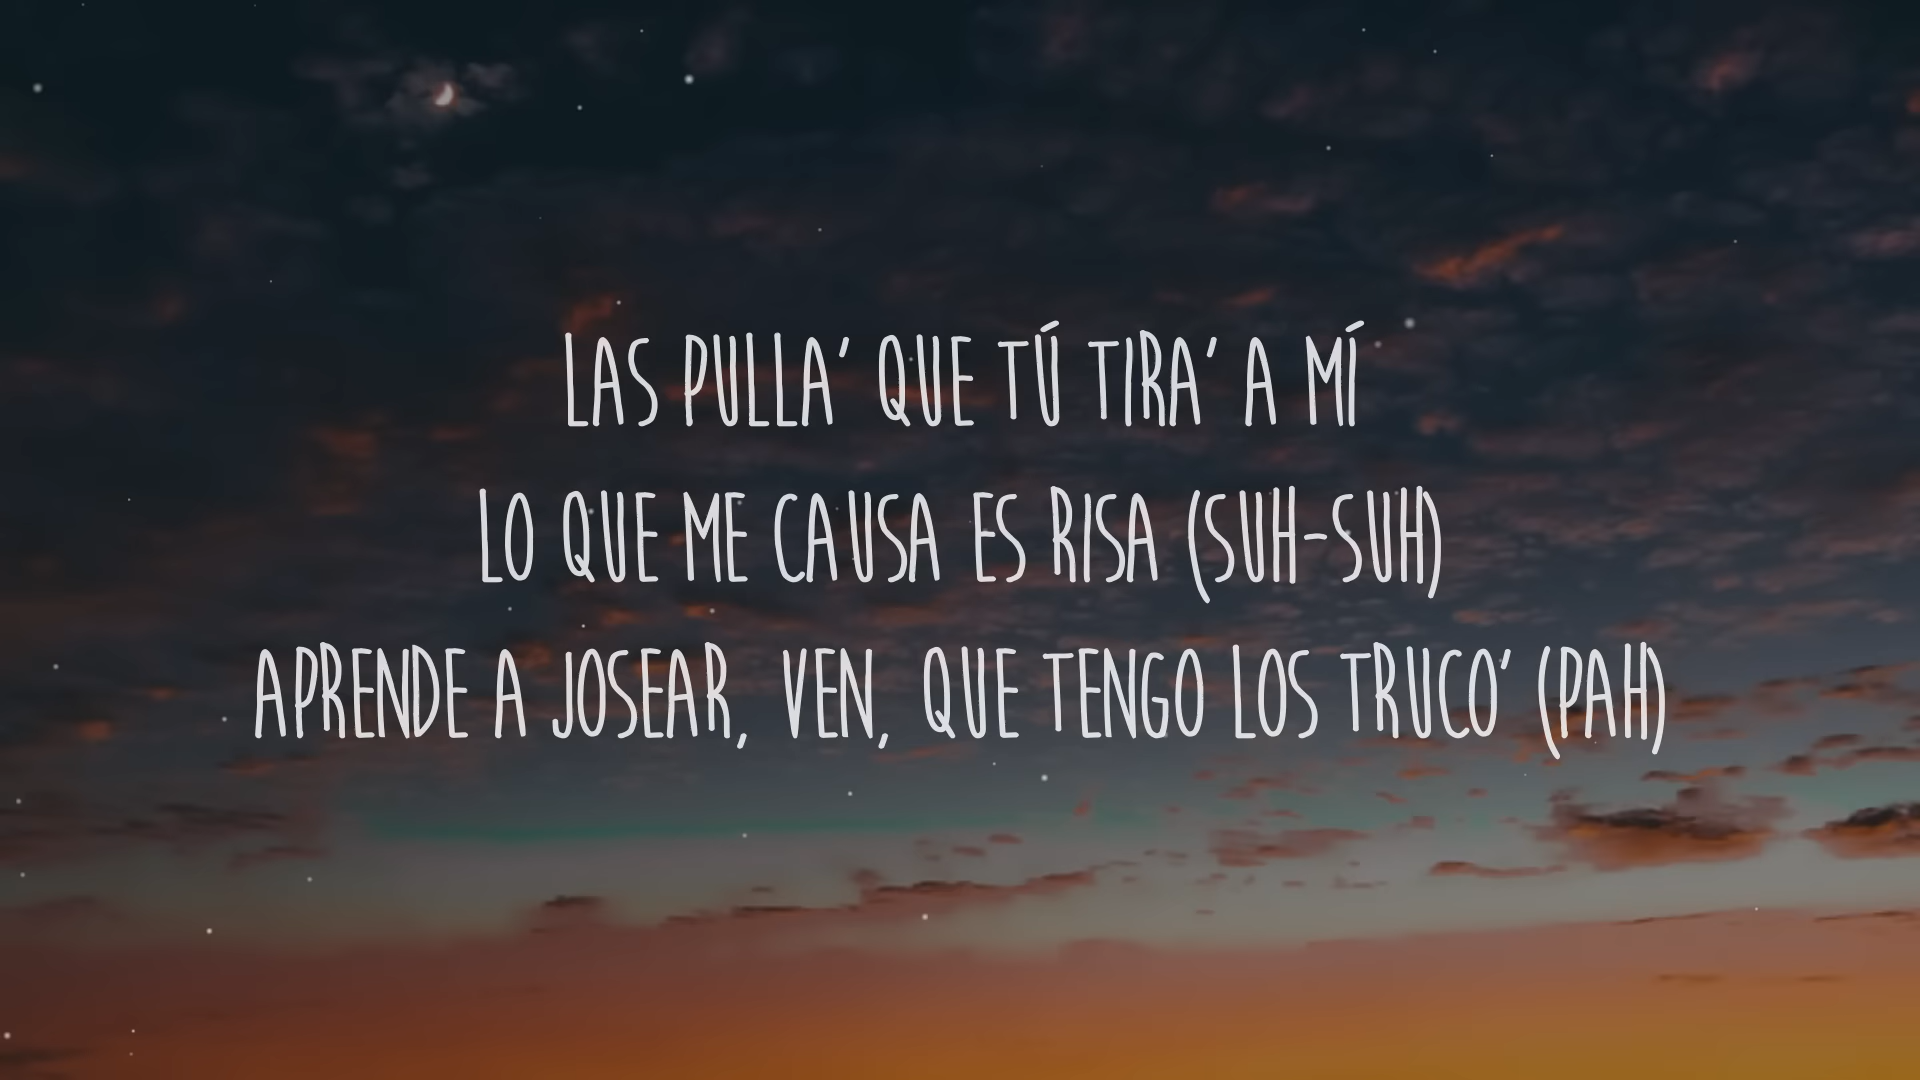 LAS PULLA' QUE TÚ TIRA' A MÍ
LO QUE ME CAUSA ES RISA (SUH-SUH)
APRENDE A JOSEAR, VEN, QUE TENGO LOS TRUCO' (PAH)